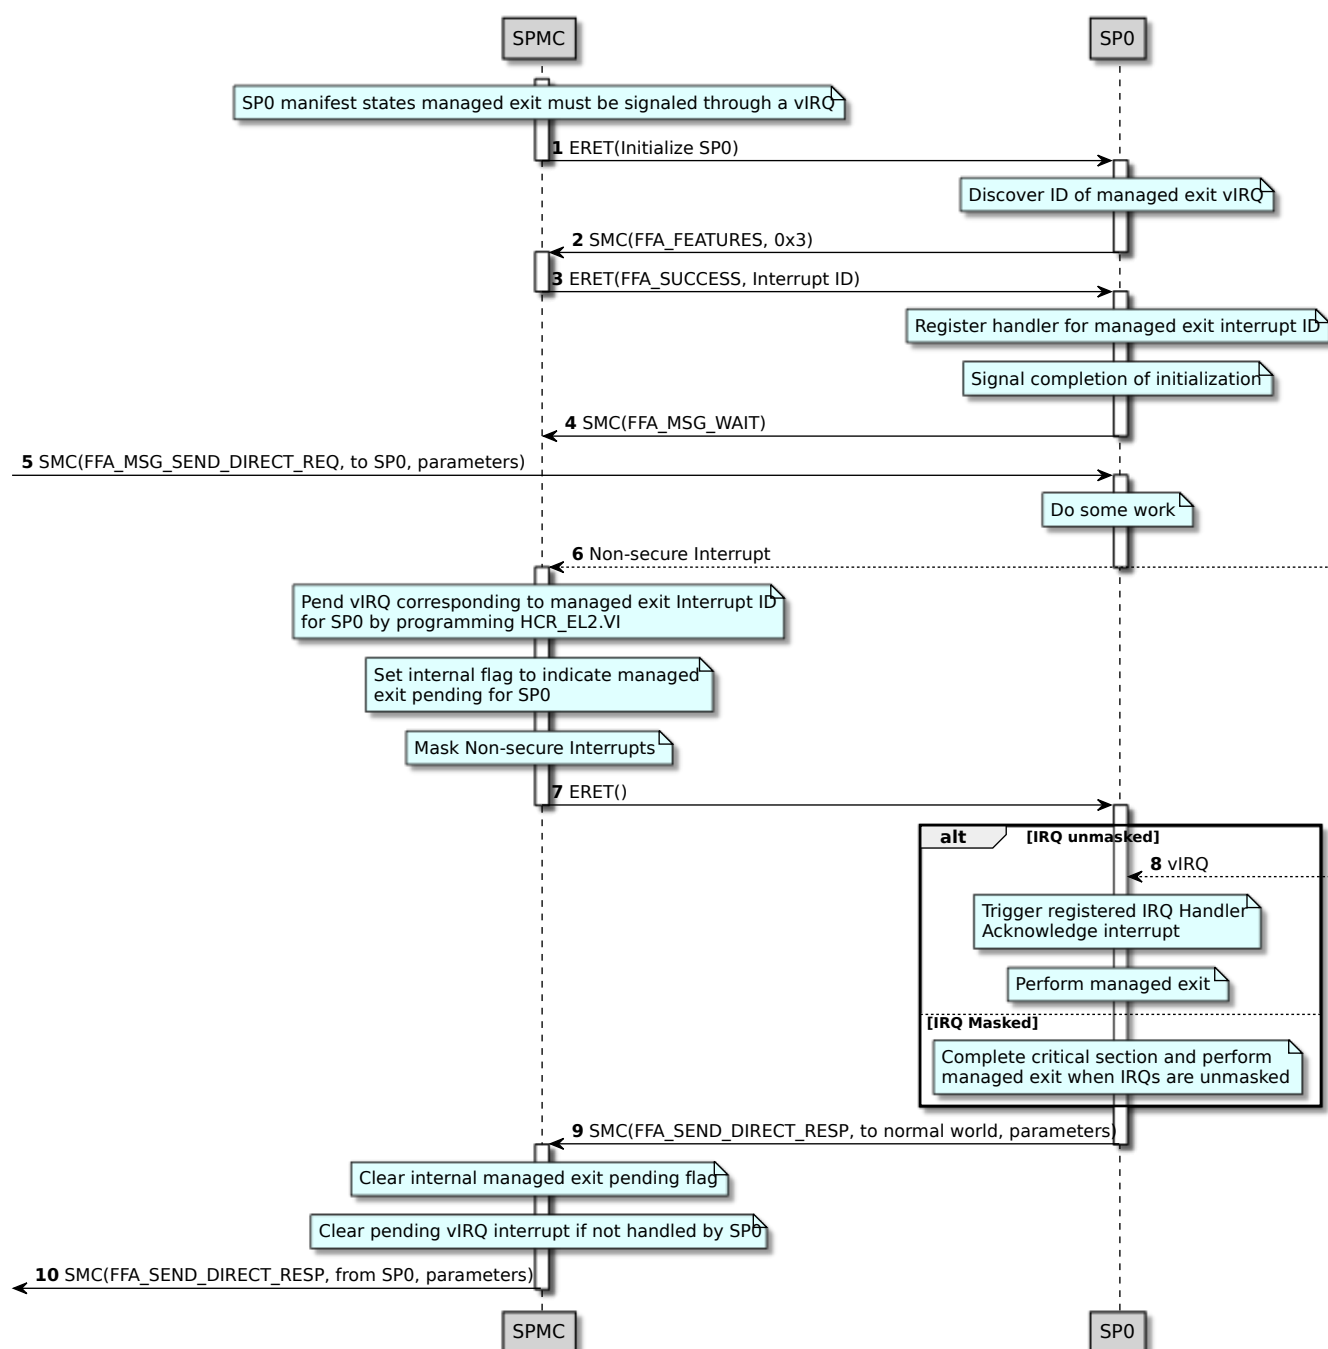 SPMC
SP0
SP0 manifest states managed exit must be signaled through a vIRQ
1 ERET(Initialize SP0)
Discover ID of managed exit vIRQ
2 SMC(FFA_FEATURES, 0x3)
3 ERET(FFA_SUCCESS, Interrupt ID)
Register handler for managed exit interrupt ID
Signal completion of initialization
4 SMC(FFA_MSG_WAIT)
5 SMC(FFA_MSG_SEND_DIRECT_REQ, to SP0, parameters)
Do some work
6 Non-secure Interrupt
Pend vIRQ corresponding to managed exit Interrupt ID
for SP0 by programming HCR_EL2.VI
Set internal flag to indicate managed
exit pending for SP0
Mask Non-secure Interrupts
7 ERET()
alt [IRQ unmasked]
8 vIRQ
Trigger registered IRQ Handler
Acknowledge interrupt
Perform managed exit
[IRQ Masked]
Complete critical section and perform
managed exit when IRQs are unmasked
9 SMC(FFA_SEND_DIRECT_RESP, to normal world, parameters)
Clear internal managed exit pending flag
Clear pending vIRQ interrupt if not handled by SP0
10 SMC(FFA_SEND_DIRECT_RESP, from SP0, parameters)
SPMC
SP0